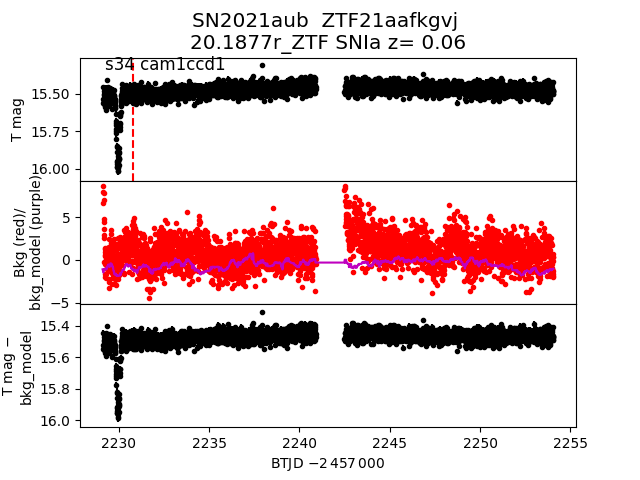 SN2021aub  ZTF21aafkgvj
20.1877r_ZTF SNIa z= 0.06
s34 cam1ccd1
T mag
15.50
15.75
16.00
Bkg (red)/
bkg_model (purple)
5
0
−5
T mag −
bkg_model
15.4
15.6
15.8
16.0
2230
2235
2240
2245
2250
2255
BTJD −2 457 000